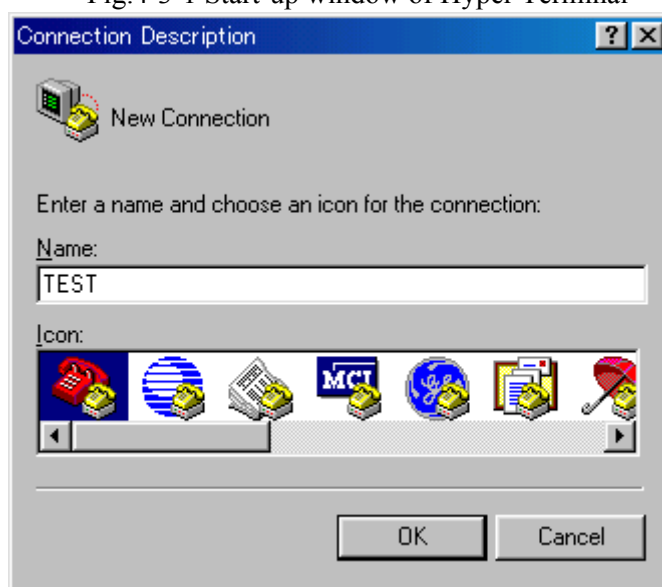 Fig.4-3-1 Start-up window of Hyper Terminal
Connection Description
New Connection
Enter a name and choose an icon for the connection:
Name:
TEST
Icon:
MCI
OK
Cancel